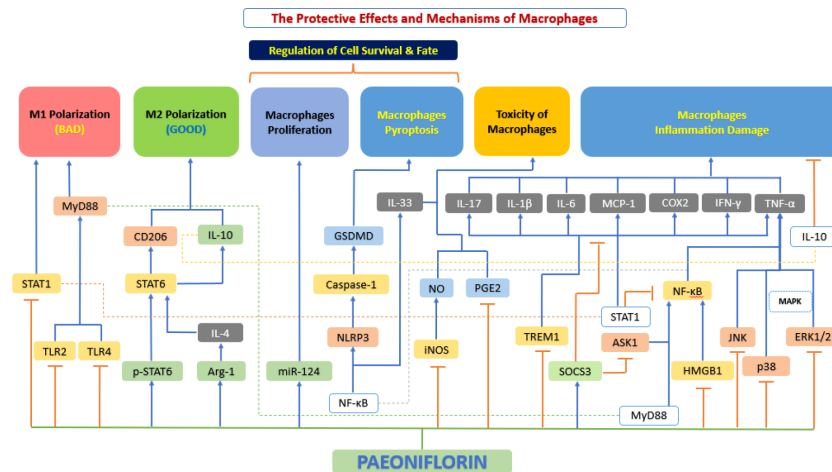 The Protective Effects and Mechanisms of Macrophages
Regulation of Cell Survival & Fate
M1 Polarization
(BAD)
M2 Polarization
(GOOD)
Macrophages
Proliferation
Macrophages
Pyroptosis
Toxicity of
Macrophages
Macrophages
Inflammation Damage
MyD88
IL-33
IL-17
IL-1β
IL-6
MCP-1
COX2
IFN-γ
TNF-α
CD206
IL-10
GSDMD
IL-10
STAT1
STAT6
Caspase-1
NO
PGE2
NF-κB
MAPK
STAT1
TLR2
TLR4
IL-4
NLRP3
iNOS
TREM1
ASK1
JNK
ERK1/2
p-STAT6
Arg-1
miR-124
SOCS3
HMGB1
p38
NF-κB
MyD88
PAEONIFLORIN